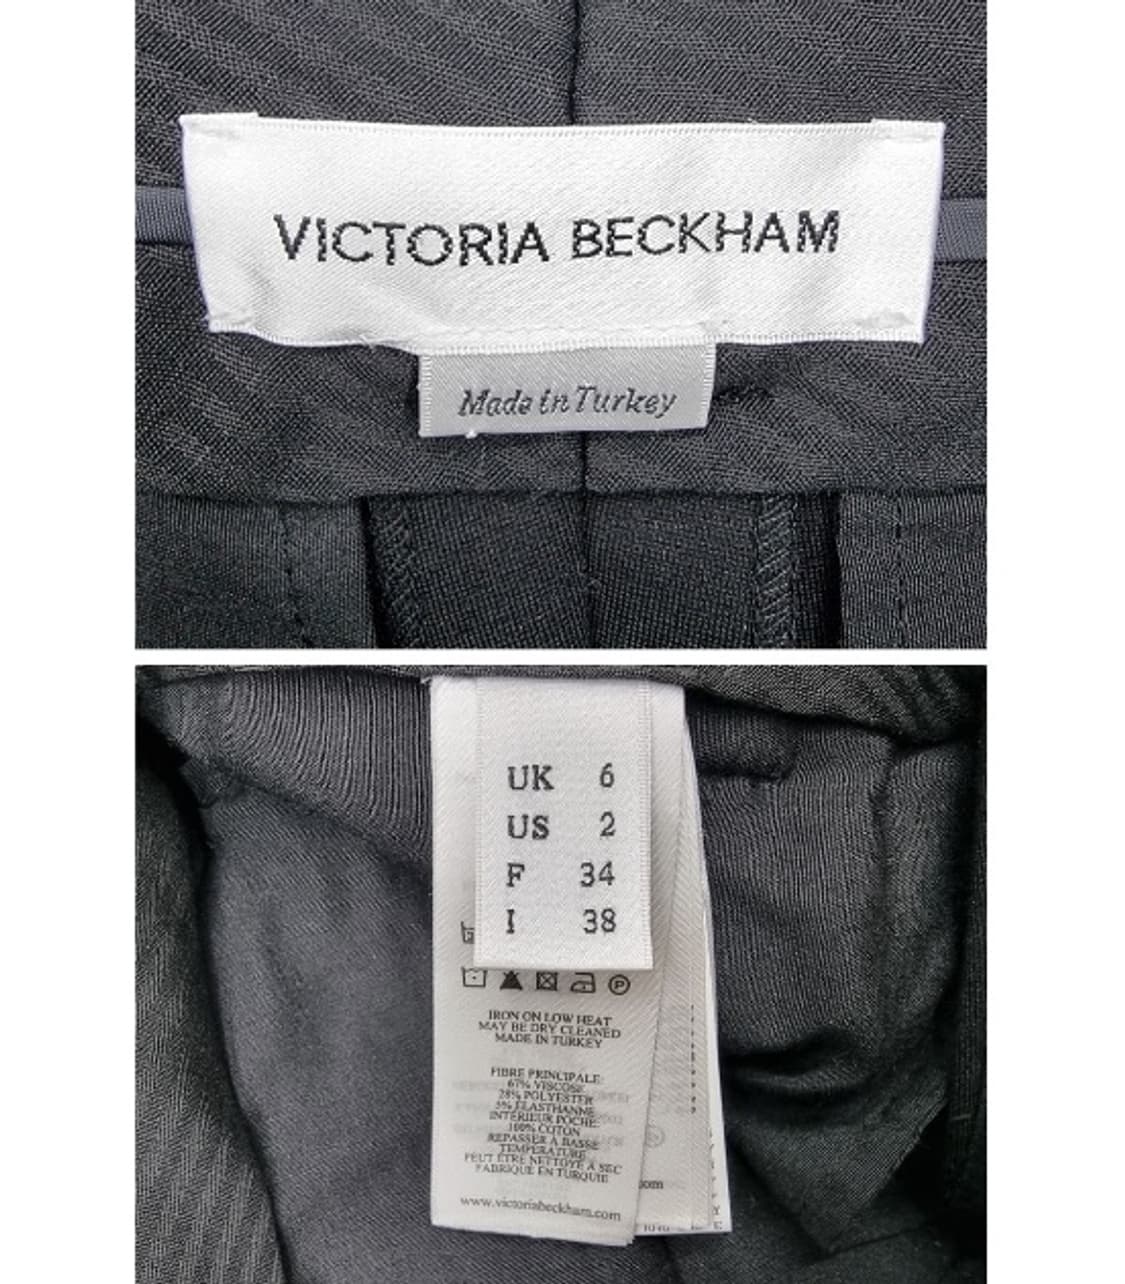 VICTORIA BECKHAM
Made in Turkey
UK 6
US 2
F 34
I 38
IRON ON LOW HEAT
MAY BE DRY CLEANED
MADE IN TURKEY
FIBRE PRINCIPALE:
67% VISCOSE
28% POLYESTER
5% ELASTHANNE
INTERIEUR POCHE:
100% COTON
REPASSER À BASSE
TEMPERATURE
PEUT ÊTRE NETTOYÉ A SEC
FABRIQUE EN TURQUIE
www.victoriabeckham.com